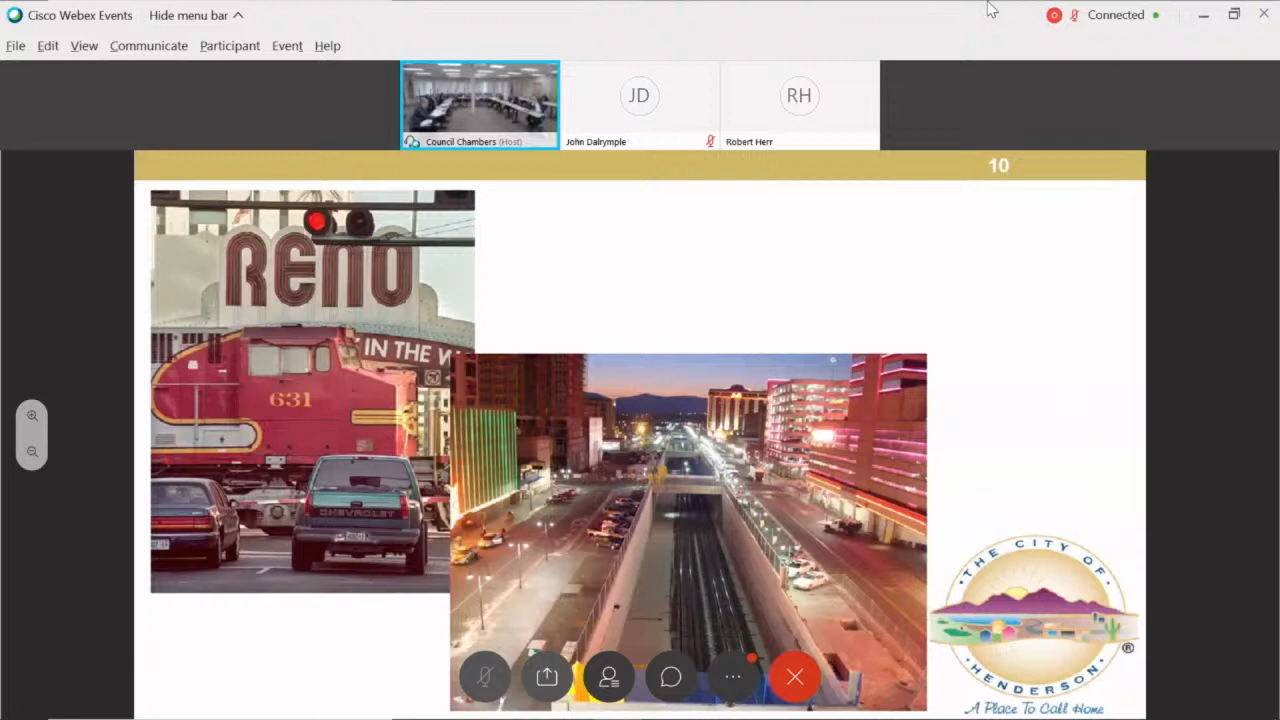 Cisco Webex Events
Hide menu bar
Connected
File Edit View Communicate Participant Event Help
JD
RH
Council Chambers (Host)
John Dalrymple
Robert Herr
10
RENO
IN THE W
631
CHEVROLET
THE CITY OF
HENDERSON
®
A Place To Call Home